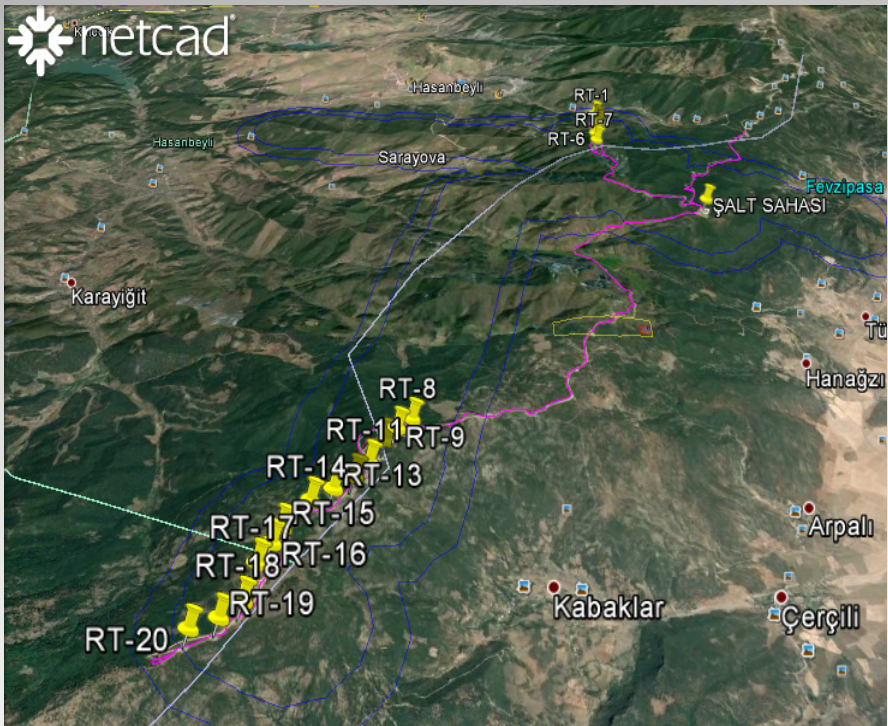 netcad
Hasanbeyli
RT-1
RT-7
RT-6
Hasanbeyli
Sarayova
Fevzipasa
ŞALT SAHASI
Karayiğit
Tü
Hanağzı
RT-8
RT-11
RT-9
RT-14
RT-13
RT-15
RT-17
RT-16
RT-18
RT-19
RT-20
Arpalı
Kabaklar
Çerçili